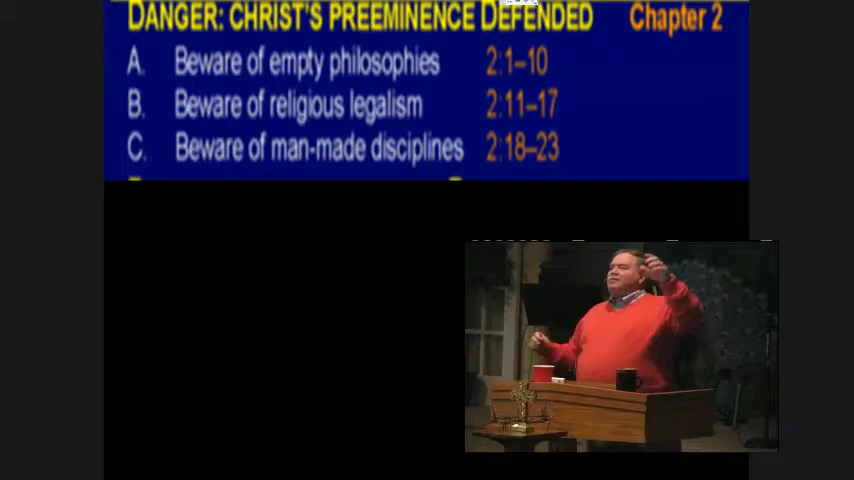 DANGER: CHRIST'S PREEMINENCE DEFENDED Chapter 2
A. Beware of empty philosophies 2:1–10
B. Beware of religious legalism 2:11–17
C. Beware of man-made disciplines 2:18–23